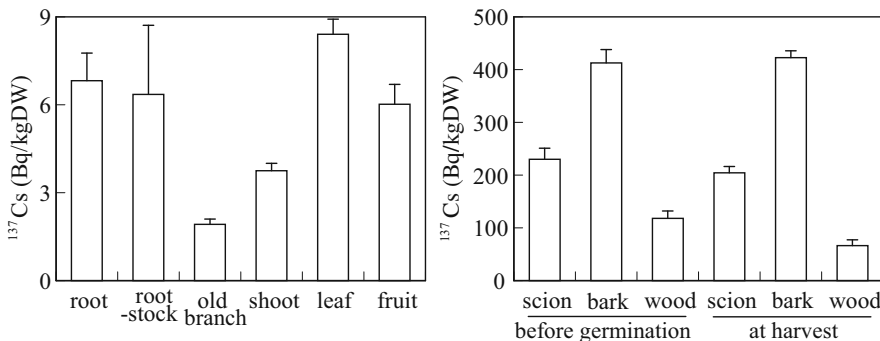 9
6
3
0
¹³⁷Cs (Bq/kgDW)
root
root
-stock
old
branch
shoot
leaf
fruit
500
400
300
200
100
0
¹³⁷Cs (Bq/kgDW)
scion bark wood scion bark wood
before germination at harvest